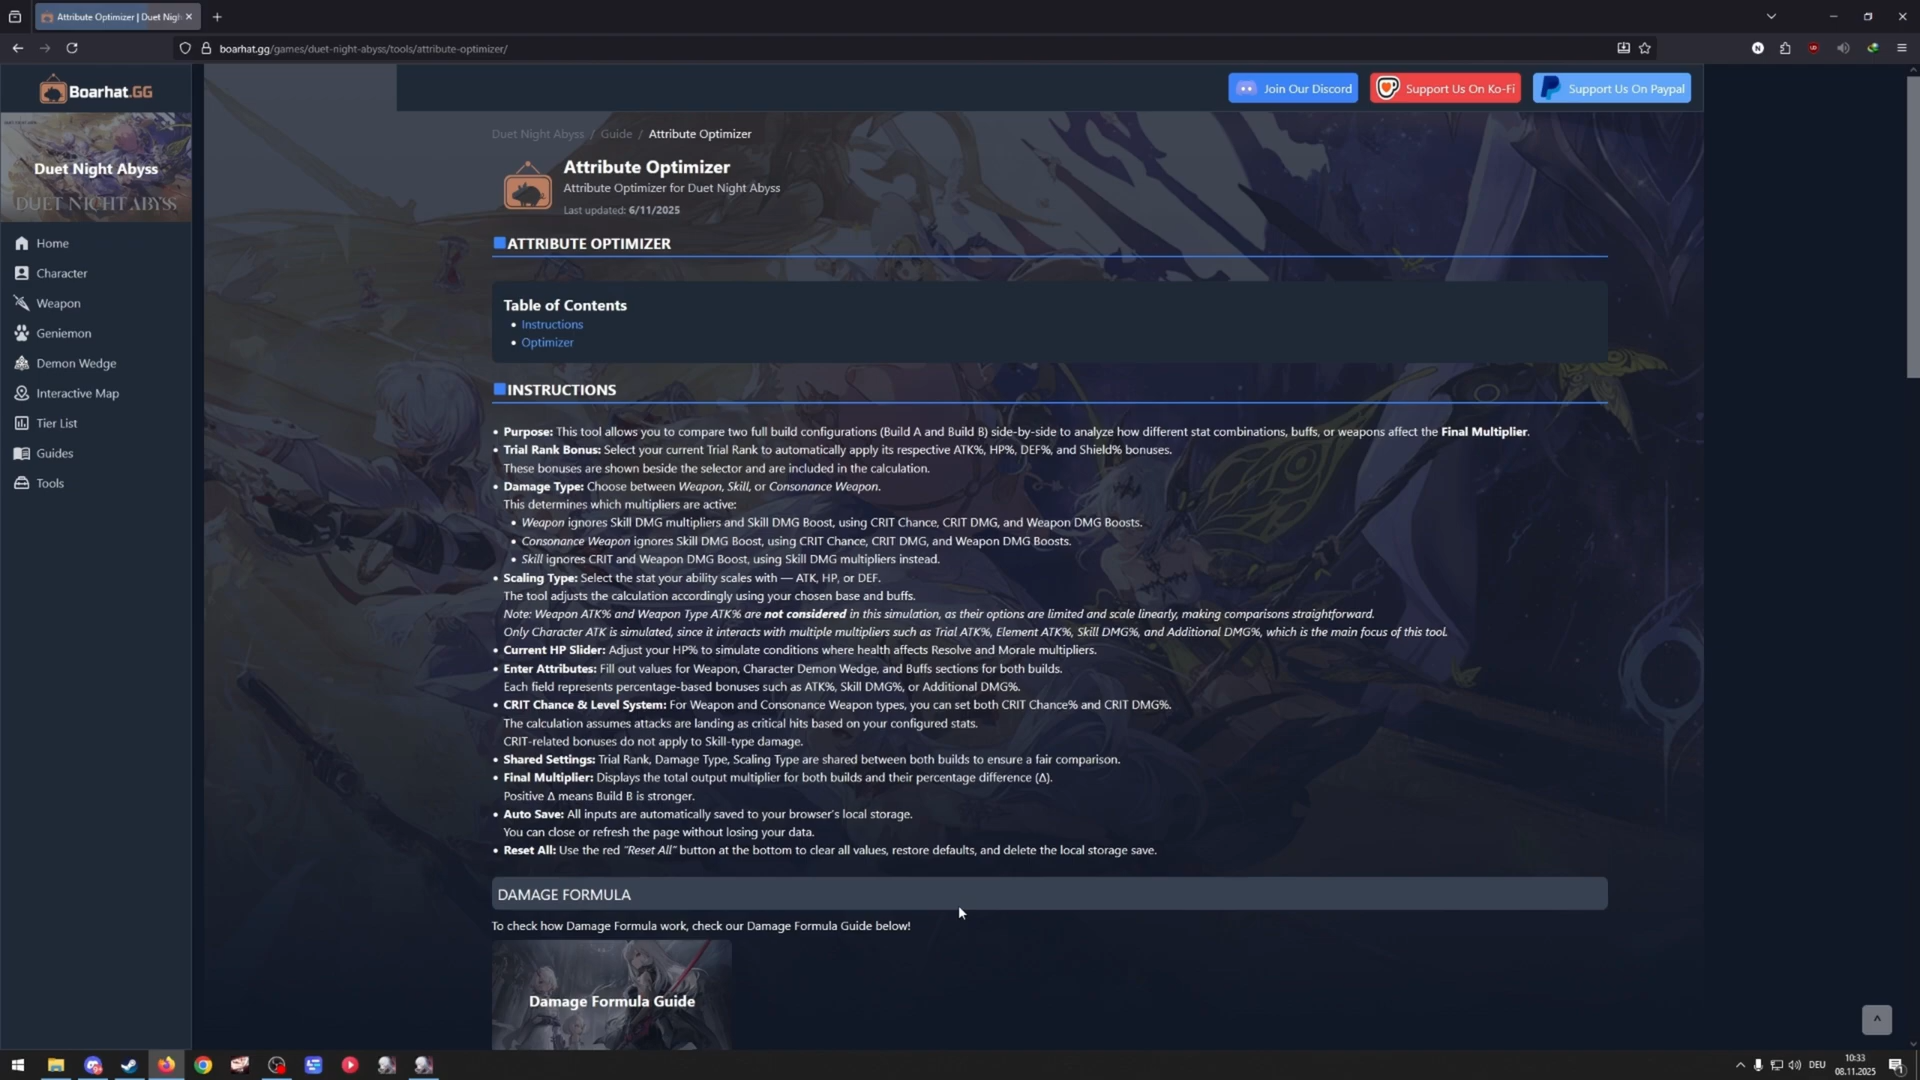 Attribute Optimizer | Duet Nigh
boarhat.gg/games/duet-night-abyss/tools/attribute-optimizer/
Boarhat.GG
Join Our Discord
Support Us On Ko-Fi
Support Us On Paypal
Duet Night Abyss
DUET NIGHT ABYSS
Home
Character
Weapon
Geniemon
Demon Wedge
Interactive Map
Tier List
Guides
Tools
Duet Night Abyss / Guide / Attribute Optimizer
Attribute Optimizer
Attribute Optimizer for Duet Night Abyss
Last updated: 6/11/2025
ATTRIBUTE OPTIMIZER
Table of Contents
• Instructions
• Optimizer
INSTRUCTIONS
• Purpose: This tool allows you to compare two full build configurations (Build A and Build B) side-by-side to analyze how different stat combinations, buffs, or weapons affect the Final Multiplier.
• Trial Rank Bonus: Select your current Trial Rank to automatically apply its respective ATK%, HP%, DEF%, and Shield% bonuses.
These bonuses are shown beside the selector and are included in the calculation.
• Damage Type: Choose between Weapon, Skill, or Consonance Weapon.
This determines which multipliers are active:
• Weapon ignores Skill DMG multipliers and Skill DMG Boost, using CRIT Chance, CRIT DMG, and Weapon DMG Boosts.
• Consonance Weapon ignores Skill DMG Boost, using CRIT Chance, CRIT DMG, and Weapon DMG Boosts.
• Skill ignores CRIT and Weapon DMG Boost, using Skill DMG multipliers instead.
• Scaling Type: Select the stat your ability scales with — ATK, HP, or DEF.
The tool adjusts the calculation accordingly using your chosen base and buffs.
Note: Weapon ATK% and Weapon Type ATK% are not considered in this simulation, as their options are limited and scale linearly, making comparisons straightforward.
Only Character ATK is simulated, since it interacts with multiple multipliers such as Trial ATK%, Element ATK%, Skill DMG%, and Additional DMG%, which is the main focus of this tool.
• Current HP Slider: Adjust your HP% to simulate conditions where health affects Resolve and Morale multipliers.
• Enter Attributes: Fill out values for Weapon, Character Demon Wedge, and Buffs sections for both builds.
Each field represents percentage-based bonuses such as ATK%, Skill DMG%, or Additional DMG%.
• CRIT Chance & Level System: For Weapon and Consonance Weapon types, you can set both CRIT Chance% and CRIT DMG%.
The calculation assumes attacks are landing as critical hits based on your configured stats.
CRIT-related bonuses do not apply to Skill-type damage.
• Shared Settings: Trial Rank, Damage Type, Scaling Type are shared between both builds to ensure a fair comparison.
• Final Multiplier: Displays the total output multiplier for both builds and their percentage difference (Δ).
Positive Δ means Build B is stronger.
• Auto Save: All inputs are automatically saved to your browser's local storage.
You can close or refresh the page without losing your data.
• Reset All: Use the red "Reset All" button at the bottom to clear all values, restore defaults, and delete the local storage save.
DAMAGE FORMULA
To check how Damage Formula work, check our Damage Formula Guide below!
Damage Formula Guide
DEU
10:33
08.11.2025